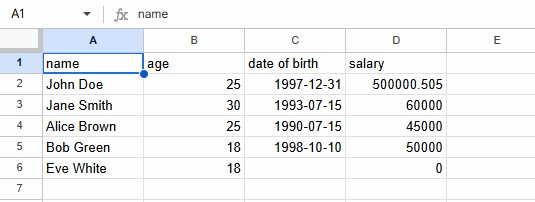 A1 fx name
A B C D E
1 name age date of birth salary
2 John Doe 25 1997-12-31 500000.505
3 Jane Smith 30 1993-07-15 60000
4 Alice Brown 25 1990-07-15 45000
5 Bob Green 18 1998-10-10 50000
6 Eve White 18 0
7